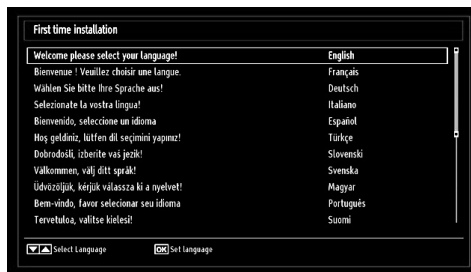 First time installation
Welcome please select your language! English
Bienvenue ! Veuillez choisir une langue. Français
Wählen Sie bitte Ihre Sprache aus! Deutsch
Selezionate la vostra lingua! Italiano
Bienvenido, seleccione un idioma Español
Hoş geldiniz, lütfen dil seçimini yapınız! Türkçe
Dobrodošli, izberite vaš jezik! Slovenski
Välkommen, välj ditt språk! Svenska
Üdvözöljük, kérjük válassza ki a nyelvet! Magyar
Bem-vindo, favor selecionar seu idioma Português
Tervetuloa, valitse kielesi! Suomi
Select Language OK Set language